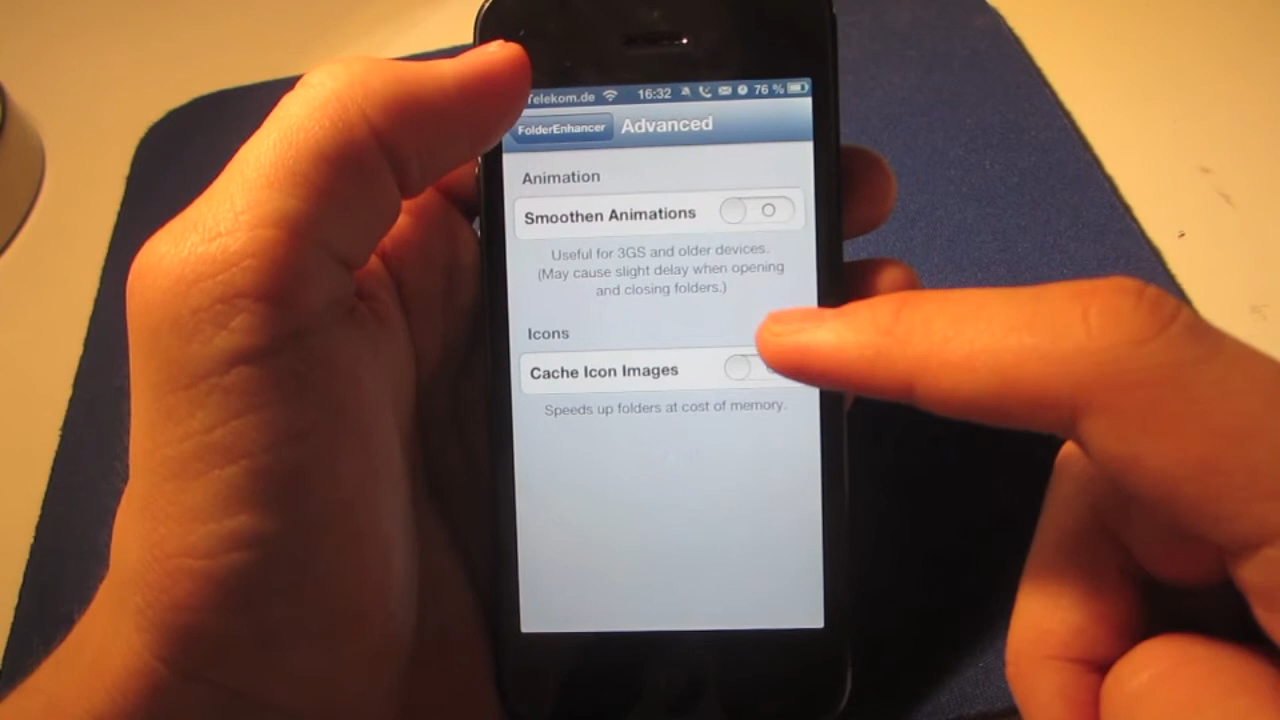 Telekom.de 16:32 76 %
FolderEnhancer Advanced
Animation
Smoothen Animations
Useful for 3GS and older devices.
(May cause slight delay when opening
and closing folders.)
Icons
Cache Icon Images
Speeds up folders at cost of memory.